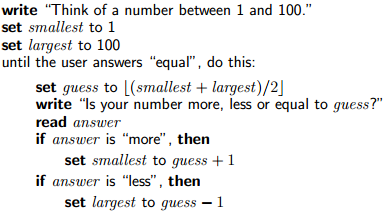 write “Think of a number between 1 and 100.”
set smallest to 1
set largest to 100
until the user answers “equal”, do this:
set guess to ⌊(smallest + largest)/2⌋
write “Is your number more, less or equal to guess?”
read answer
if answer is “more”, then
set smallest to guess + 1
if answer is “less”, then
set largest to guess − 1